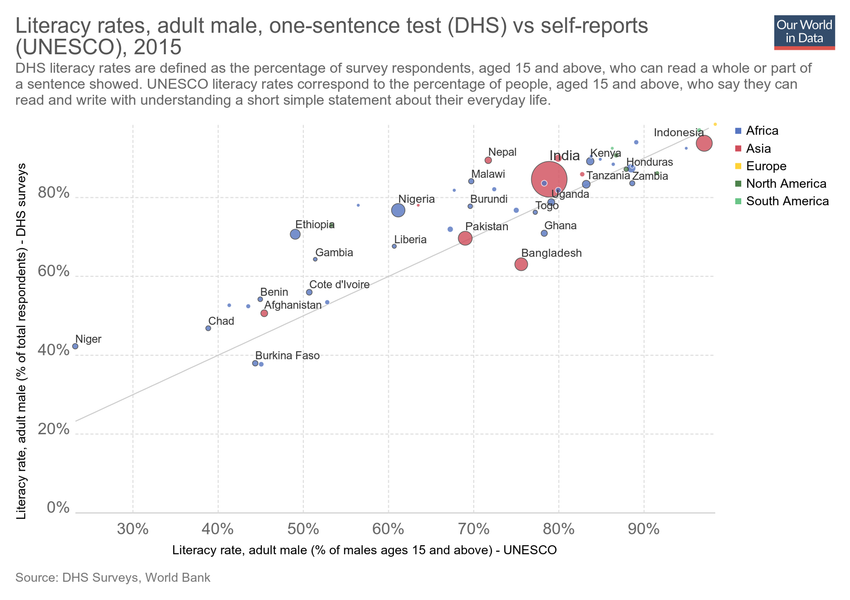 Literacy rates, adult male, one-sentence test (DHS) vs self-reports
(UNESCO), 2015
Our World
in Data
DHS literacy rates are defined as the percentage of survey respondents, aged 15 and above, who can read a whole or part of
a sentence showed. UNESCO literacy rates correspond to the percentage of people, aged 15 and above, who say they can
read and write with understanding a short simple statement about their everyday life.
Literacy rate, adult male (% of total respondents) - DHS surveys
80%
60%
40%
20%
0%
Indonesia
Nepal
India
Kenya
Honduras
Malawi
Tanzania
Zambia
Nigeria
Burundi
Uganda
Togo
Ethiopia
Pakistan
Ghana
Liberia
Gambia
Bangladesh
Benin
Cote d'Ivoire
Afghanistan
Chad
Niger
Burkina Faso
30%
40%
50%
60%
70%
80%
90%
Literacy rate, adult male (% of males ages 15 and above) - UNESCO
Africa
Asia
Europe
North America
South America
Source: DHS Surveys, World Bank